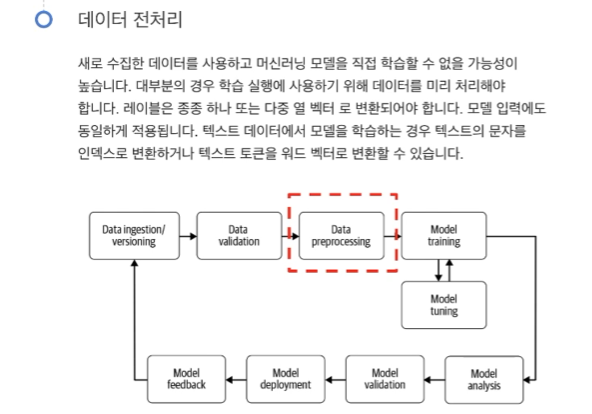 데이터 전처리
새로 수집한 데이터를 사용하고 머신러닝 모델을 직접 학습할 수 없을 가능성이
높습니다. 대부분의 경우 학습 실행에 사용하기 위해 데이터를 미리 처리해야
합니다. 레이블은 종종 하나 또는 다중 열 벡터 로 변환되어야 합니다. 모델 입력에도
동일하게 적용됩니다. 텍스트 데이터에서 모델을 학습하는 경우 텍스트의 문자를
인덱스로 변환하거나 텍스트 토큰을 워드 벡터로 변환할 수 있습니다.
Data ingestion/
versioning
Data
validation
Data
preprocessing
Model
training
Model
tuning
Model
feedback
Model
deployment
Model
validation
Model
analysis